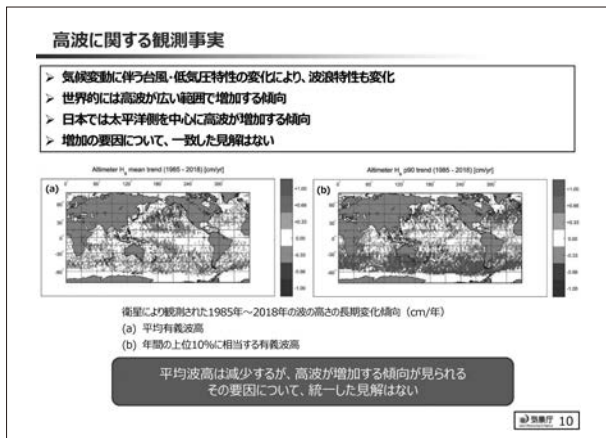 高波に関する観測事実
➢ 気候変動に伴う台風・低気圧特性の変化により、波浪特性も変化
➢ 世界的には高波が広い範囲で増加する傾向
➢ 日本では太平洋側を中心に高波が増加する傾向
➢ 増加の要因について、一致した見解はない
Altimeter Hs mean trend (1985 - 2018) [cm/yr]
Altimeter Hs p90 trend (1985 - 2018) [cm/yr]
(a)
(b)
衛星により観測された1985年～2018年の波の高さの長期変化傾向（cm/年）
(a) 平均有義波高
(b) 年間の上位10%に相当する有義波高
平均波高は減少するが、高波が増加する傾向が見られる
その要因について、統一した見解はない
気象庁 10